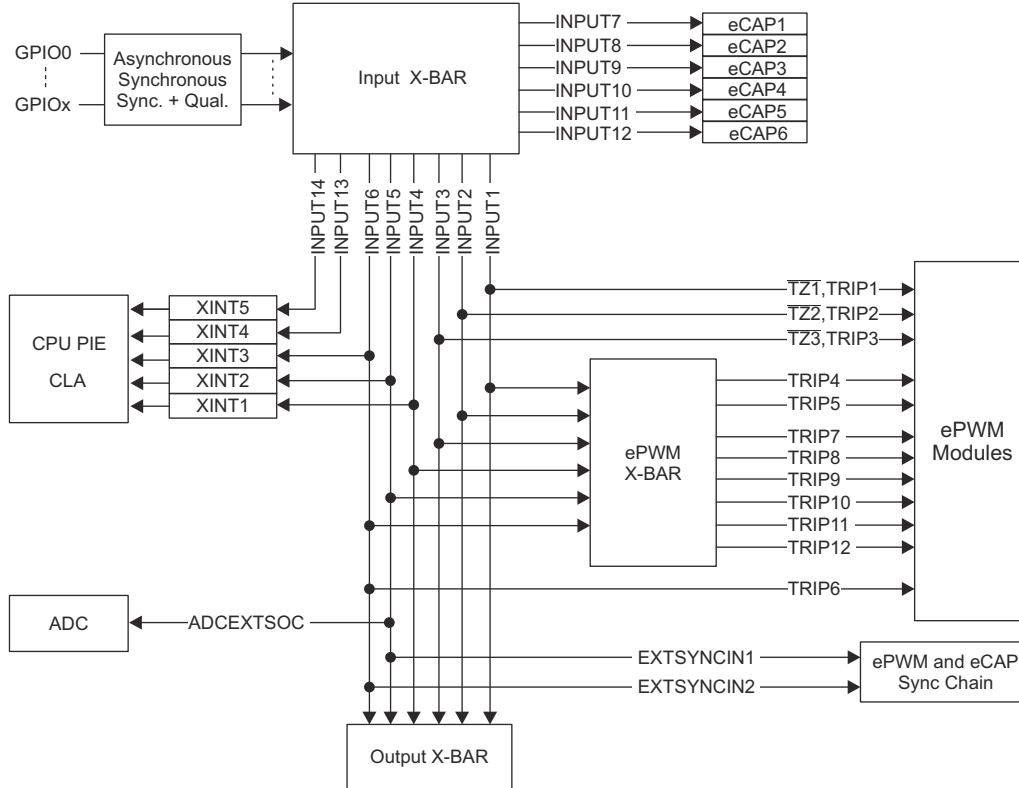 GPIO0
GPIOx
Asynchronous
Synchronous
Sync. + Qual.
Input X-BAR
INPUT7
INPUT8
INPUT9
INPUT10
INPUT11
INPUT12
eCAP1
eCAP2
eCAP3
eCAP4
eCAP5
eCAP6
INPUT14
INPUT13
INPUT6
INPUT5
INPUT4
INPUT3
INPUT2
INPUT1
CPU PIE
CLA
XINT5
XINT4
XINT3
XINT2
XINT1
TZ1,TRIP1
TZ2,TRIP2
TZ3,TRIP3
ePWM
X-BAR
TRIP4
TRIP5
TRIP7
TRIP8
TRIP9
TRIP10
TRIP11
TRIP12
TRIP6
ePWM
Modules
ADC
ADCEXTSOC
EXTSYNCIN1
EXTSYNCIN2
ePWM and eCAP
Sync Chain
Output X-BAR